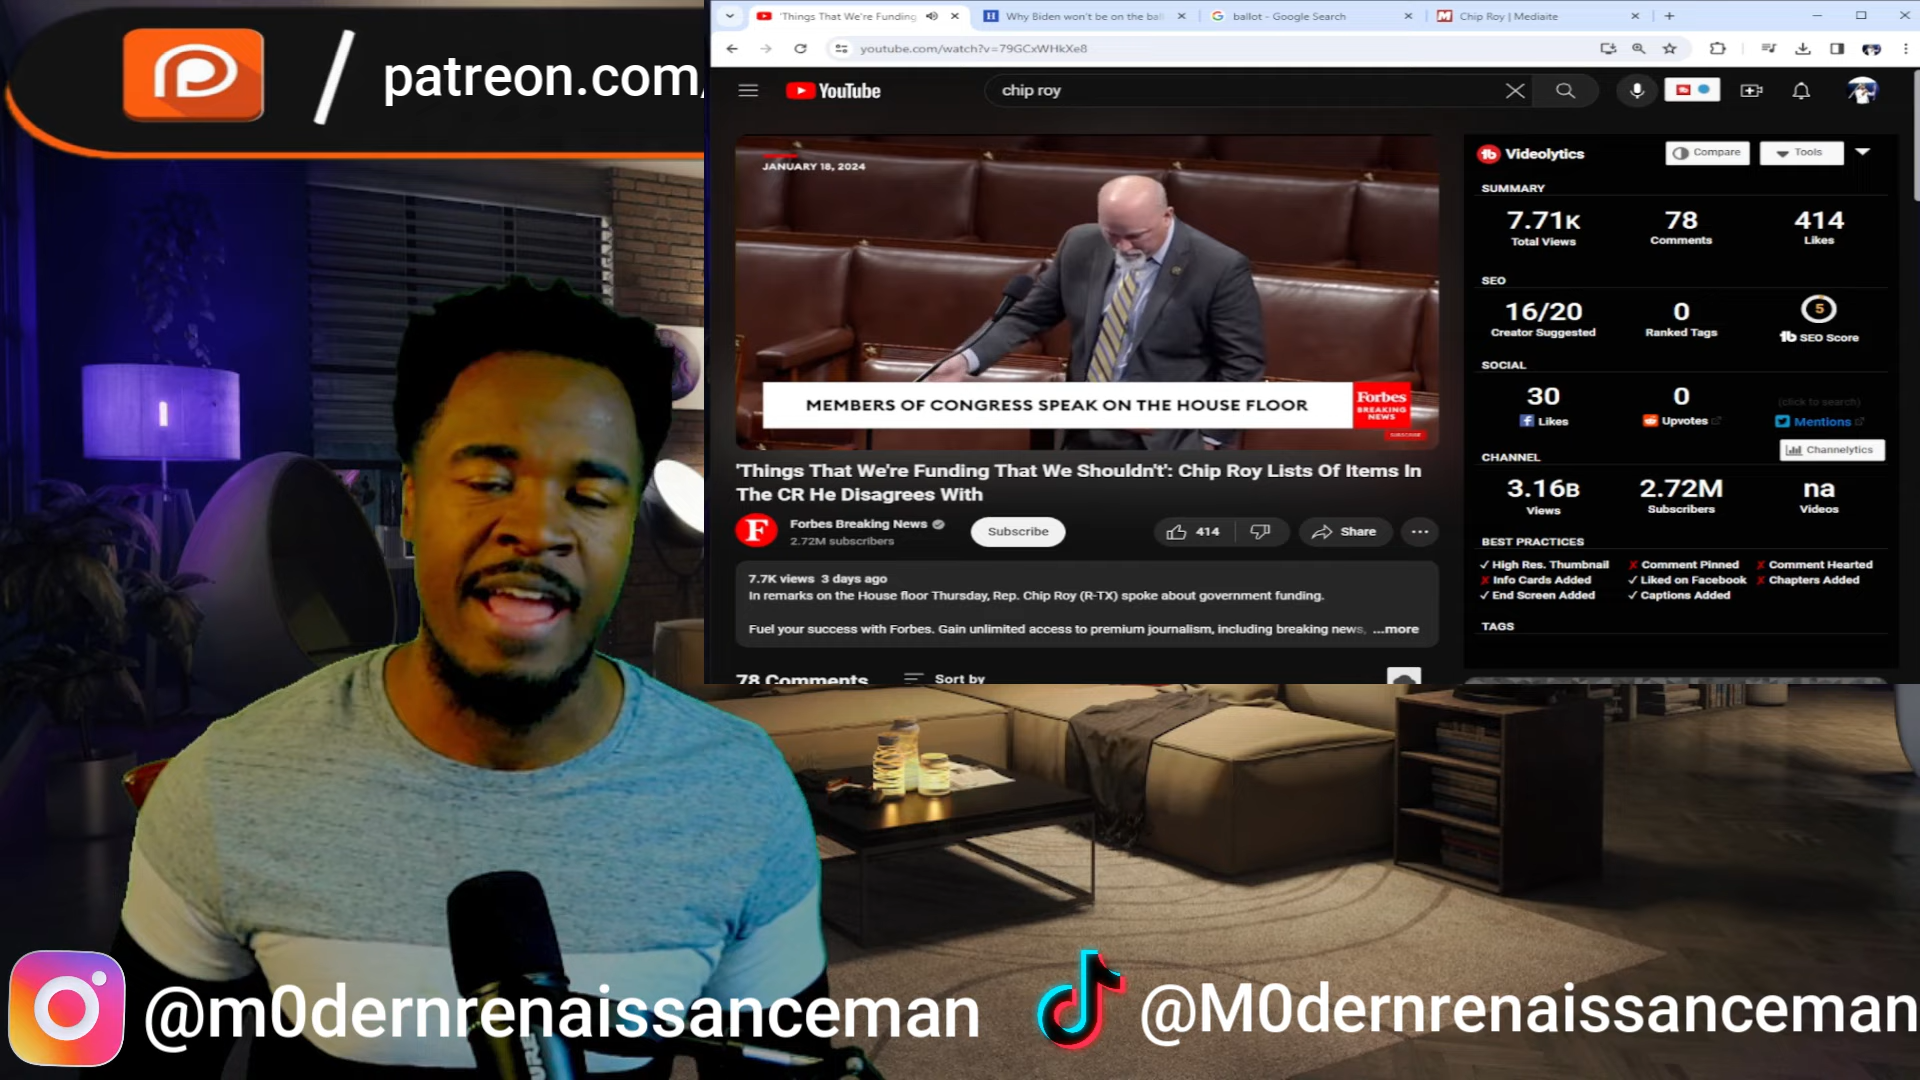 patreon.com/
'Things That We're Funding
Why Biden won't be on the bal
ballot - Google Search
Chip Roy | Mediaite
youtube.com/watch?v=79GCxWHkXe8
YouTube
chip roy
JANUARY 18, 2024
MEMBERS OF CONGRESS SPEAK ON THE HOUSE FLOOR
Forbes
BREAKING
NEWS
SUBSCRIBE
'Things That We're Funding That We Shouldn't': Chip Roy Lists Of Items In
The CR He Disagrees With
Forbes Breaking News
2.72M subscribers
Subscribe
414
Share
7.7K views 3 days ago
In remarks on the House floor Thursday, Rep. Chip Roy (R-TX) spoke about government funding.
Fuel your success with Forbes. Gain unlimited access to premium journalism, including breaking news, ...more
78 Comments
Sort by
Videolytics
Compare
Tools
SUMMARY
7.71K 78 414
Total Views Comments Likes
SEO
16/20 0 5
Creator Suggested Ranked Tags tb SEO Score
SOCIAL
30 0 (click to search)
Likes Upvotes Mentions
CHANNEL
Channelytics
3.16B 2.72M na
Views Subscribers Videos
BEST PRACTICES
✓ High Res. Thumbnail ✗ Comment Pinned ✗ Comment Hearted
✗ Info Cards Added ✓ Liked on Facebook ✗ Chapters Added
✓ End Screen Added ✓ Captions Added
TAGS
@m0dernrenaissanceman
@M0dernrenaissanceman